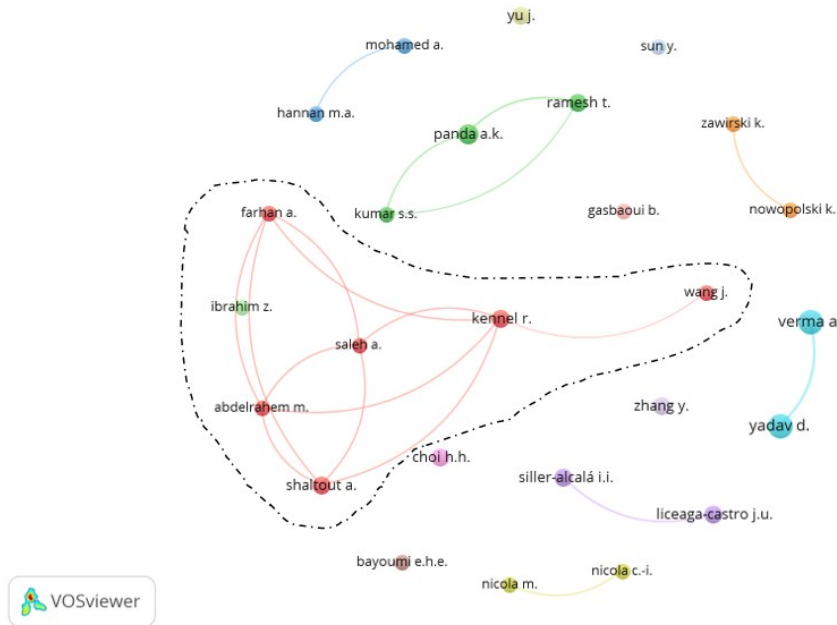 yu j.
mohamed a.
sun y.
hannan m.a.
ramesh t.
panda a.k.
zawirski k.
farhan a.
kumar s.s.
gasbaoui b.
nowopolski k.
ibrahim z.
wang j.
kennel r.
verma a
saleh a.
abdelrahem m.
zhang y.
yadav d.
choi h.h.
siller-alcalá i.i.
shaltout a.
liceaga-castro j.u.
bayoumi e.h.e.
nicola c.-i.
nicola m.
VOSviewer